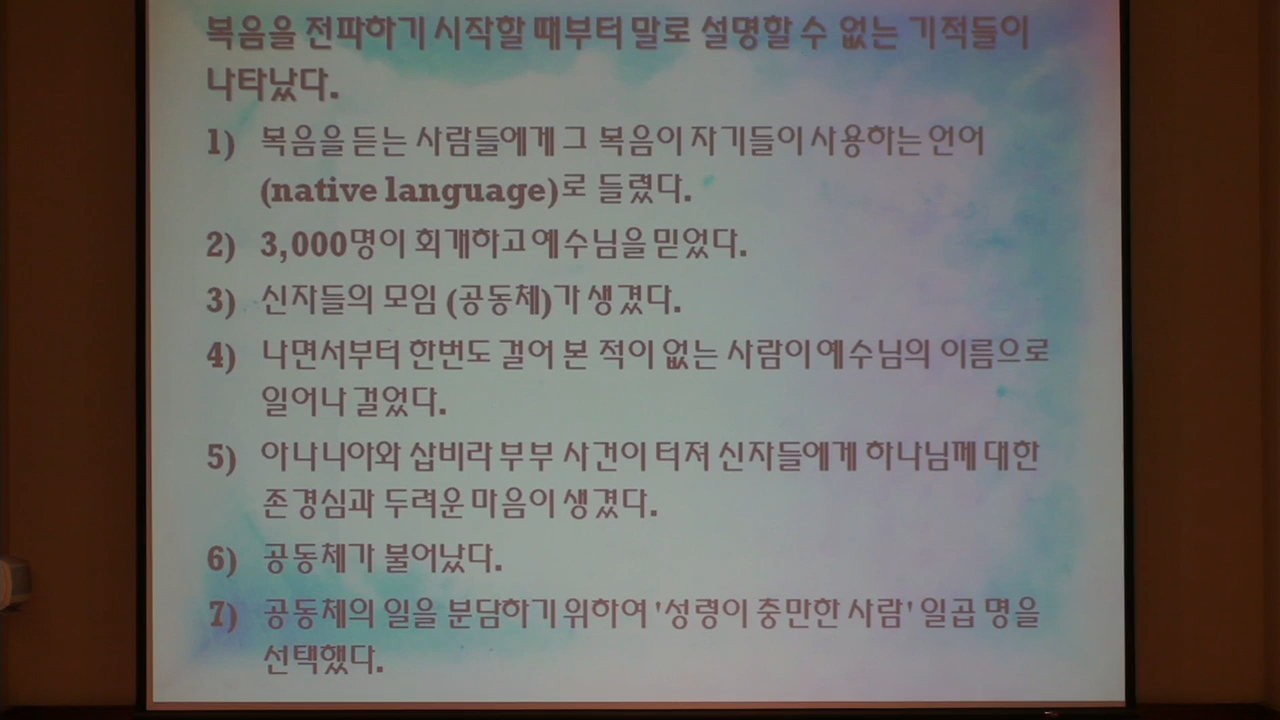 복음을 전파하기 시작할 때부터 말로 설명할 수 없는 기적들이
나타났다.
1) 복음을 듣는 사람들에게 그 복음이 자기들이 사용하는 언어
(native language)로 들렸다.
2) 3,000명이 회개하고 예수님을 믿었다.
3) 신자들의 모임 (공동체)가 생겼다.
4) 나면서부터 한번도 걸어 본 적이 없는 사람이 예수님의 이름으로
일어나 걸었다.
5) 아나니아와 삽비라 부부 사건이 터져 신자들에게 하나님께 대한
존경심과 두려운 마음이 생겼다.
6) 공동체가 불어났다.
7) 공동체의 일을 분담하기 위하여 '성령이 충만한 사람' 일곱 명을
선택했다.